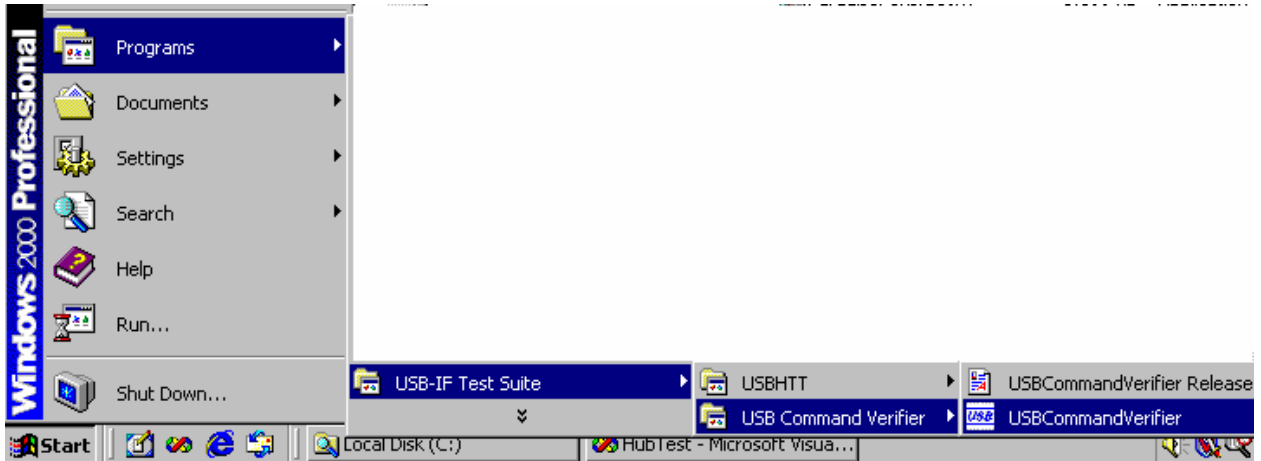 Windows 2000 Professional
Programs
Documents
Settings
Search
Help
Run...
Shut Down...
USB-IF Test Suite
USBHTT
USB Command Verifier
USBCommandVerifier Release
USBCommandVerifier
Start
Local Disk (C:)
HubTest - Microsoft Visua...